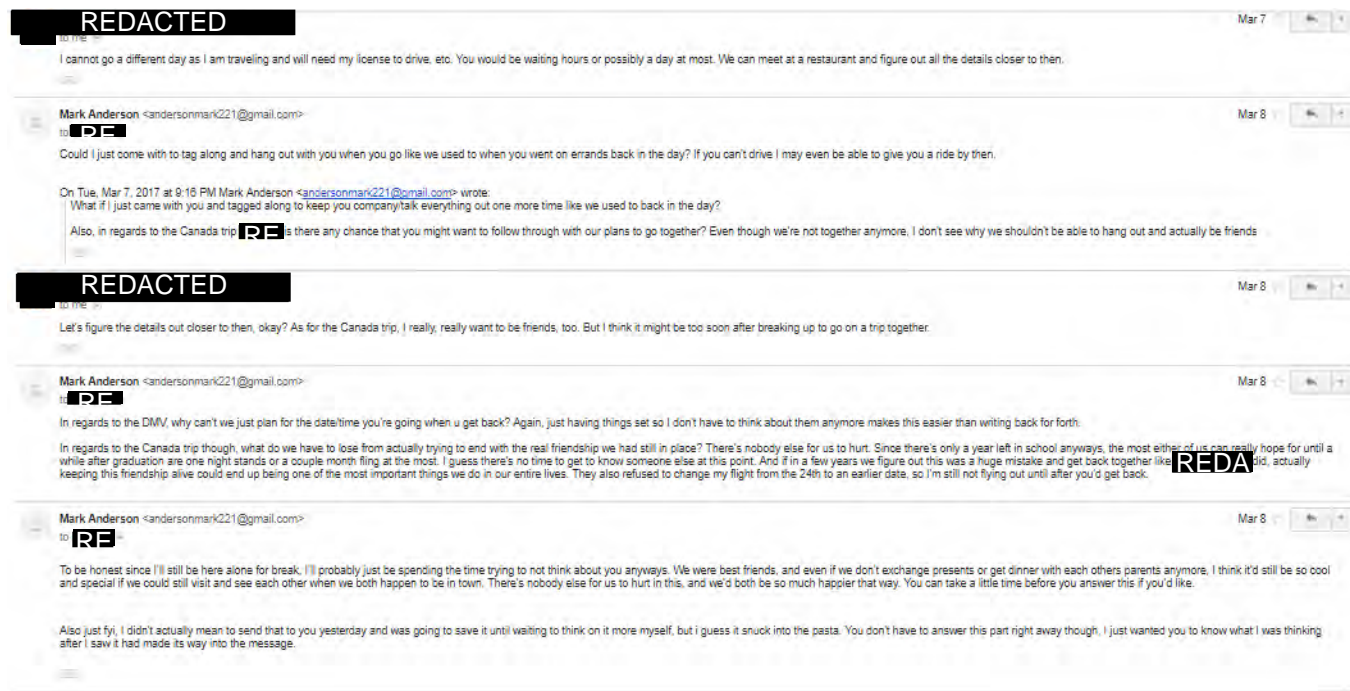 REDACTED
Mar 7
to me
I cannot go a different day as I am traveling and will need my license to drive, etc. You would be waiting hours or possibly a day at most. We can meet at a restaurant and figure out all the details closer to then.
Mark Anderson <andersonmark221@gmail.com>
Mar 8
to RE
Could I just come with to tag along and hang out with you when you go like we used to when you went on errands back in the day? If you can't drive I may even be able to give you a ride by then.
On Tue, Mar 7, 2017 at 9:16 PM Mark Anderson <andersonmark221@gmail.com> wrote:
What if I just came with you and tagged along to keep you company/talk everything out one more time like we used to back in the day?
Also, in regards to the Canada trip RE is there any chance that you might want to follow through with our plans to go together? Even though we're not together anymore, I don't see why we shouldn't be able to hang out and actually be friends
REDACTED
Mar 8
to me
Let's figure the details out closer to then, okay? As for the Canada trip, I really, really want to be friends, too. But I think it might be too soon after breaking up to go on a trip together.
Mark Anderson <andersonmark221@gmail.com>
Mar 8
to RE
In regards to the DMV, why can't we just plan for the date/time you're going when u get back? Again, just having things set so I don't have to think about them anymore makes this easier than writing back for forth.
In regards to the Canada trip though, what do we have to lose from actually trying to end with the real friendship we had still in place? There's nobody else for us to hurt. Since there's only a year left in school anyways, the most either of us can really hope for until a
while after graduation are one night stands or a couple month fling at the most. I guess there's no time to get to know someone else at this point. And if in a few years we figure out this was a huge mistake and get back together like REDA did, actually
keeping this friendship alive could end up being one of the most important things we do in our entire lives. They also refused to change my flight from the 24th to an earlier date, so I'm still not flying out until after you'd get back.
Mark Anderson <andersonmark221@gmail.com>
Mar 8
to RE
To be honest since I'll still be here alone for break, I'll probably just be spending the time trying to not think about you anyways. We were best friends, and even if we don't exchange presents or get dinner with each others parents anymore, I think it'd still be so cool
and special if we could still visit and see each other when we both happen to be in town. There's nobody else for us to hurt in this, and we'd both be so much happier that way. You can take a little time before you answer this if you'd like.
Also just fyi, I didn't actually mean to send that to you yesterday and was going to save it until waiting to think on it more myself, but i guess it snuck into the pasta. You don't have to answer this part right away though, I just wanted you to know what I was thinking
after I saw it had made its way into the message.